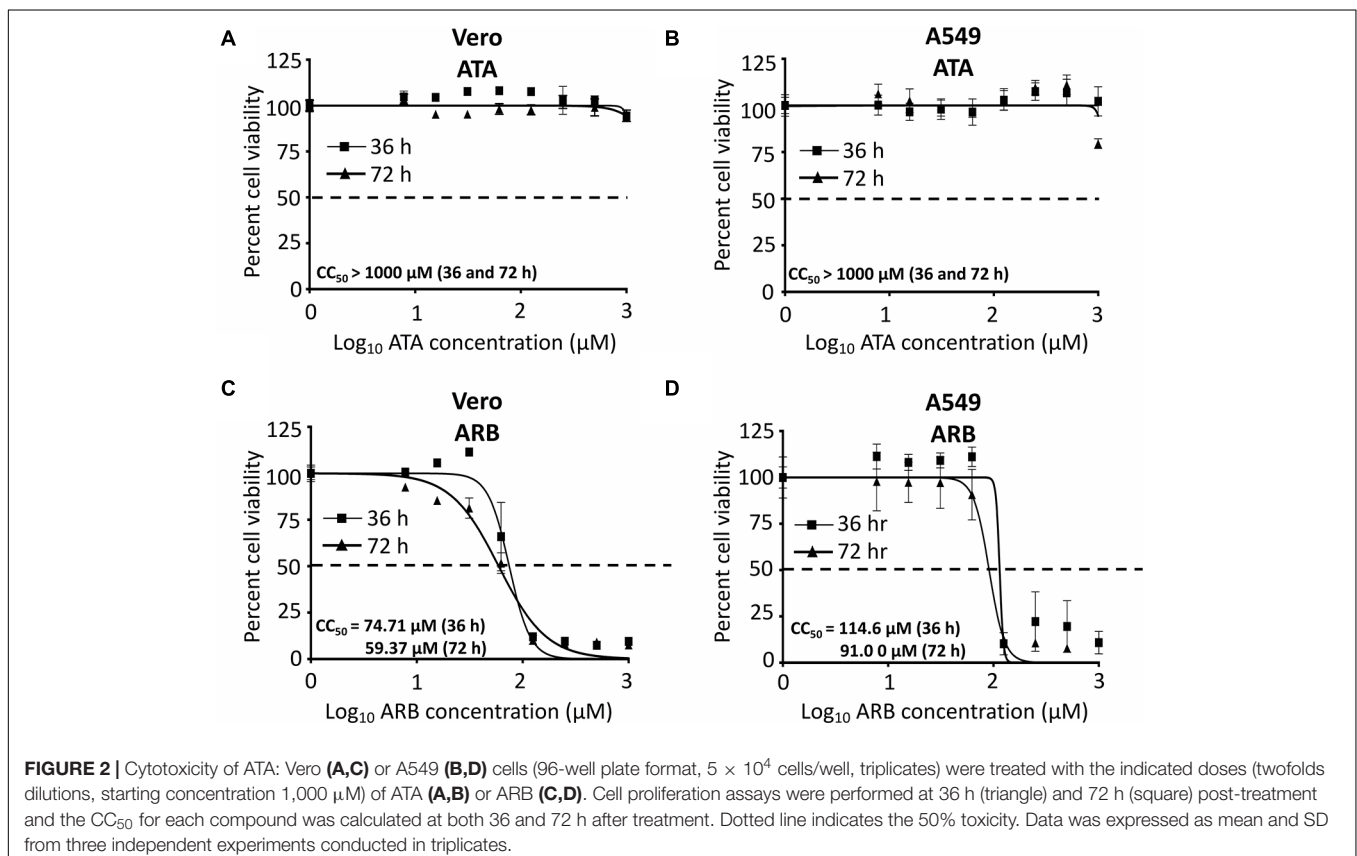 A
Vero
ATA
125
100
75
50
25
0
Percent cell viability
36 h
72 h
CC50 > 1000 µM (36 and 72 h)
0 1 2 3
Log10 ATA concentration (µM)
B
A549
ATA
125
100
75
50
25
0
Percent cell viability
36 h
72 h
CC50 > 1000 µM (36 and 72 h)
0 1 2 3
Log10 ATA concentration (µM)
C
Vero
ARB
125
100
75
50
25
0
Percent cell viability
36 h
72 h
CC50 = 74.71 µM (36 h)
59.37 µM (72 h)
0 1 2 3
Log10 ARB concentration (µM)
D
A549
ARB
125
100
75
50
25
0
Percent cell viability
36 hr
72 hr
CC50 = 114.6 µM (36 h)
91.0 0 µM (72 h)
0 1 2 3
Log10 ARB concentration (µM)
FIGURE 2 | Cytotoxicity of ATA: Vero (A,C) or A549 (B,D) cells (96-well plate format, 5 × 10⁴ cells/well, triplicates) were treated with the indicated doses (twofolds
dilutions, starting concentration 1,000 µM) of ATA (A,B) or ARB (C,D). Cell proliferation assays were performed at 36 h (triangle) and 72 h (square) post-treatment
and the CC50 for each compound was calculated at both 36 and 72 h after treatment. Dotted line indicates the 50% toxicity. Data was expressed as mean and SD
from three independent experiments conducted in triplicates.